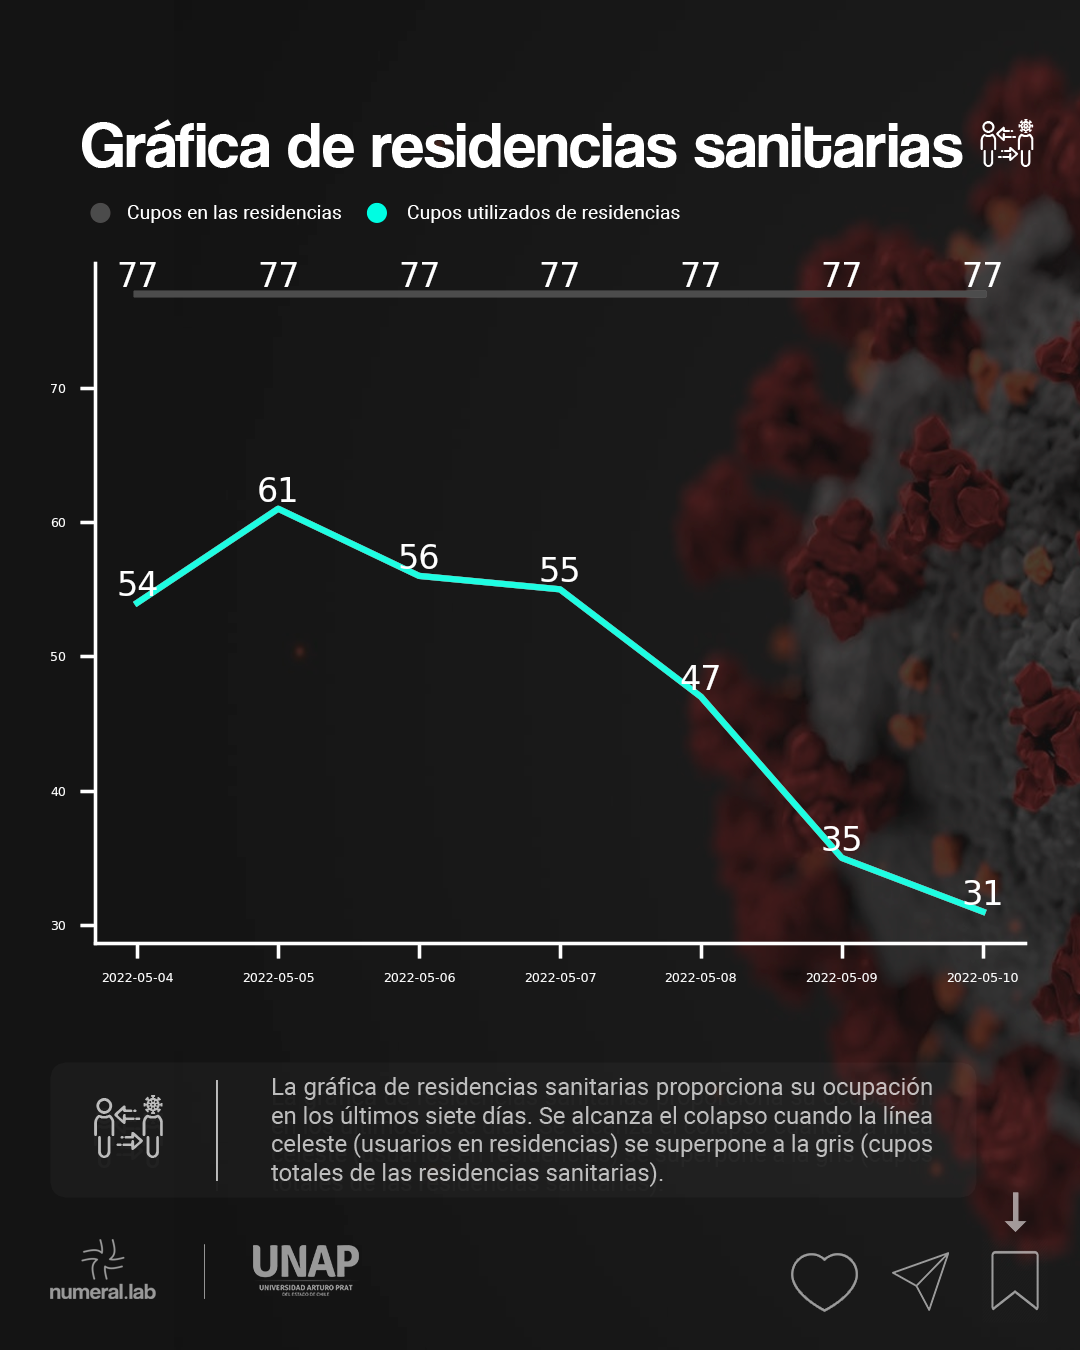 Gráfica de residencias sanitarias
Cupos en las residencias Cupos utilizados de residencias
77 77 77 77 77 77 77
70
61
60
56
55
54
50
47
40
35
31
30
2022-05-04 2022-05-05 2022-05-06 2022-05-07 2022-05-08 2022-05-09 2022-05-10
La gráfica de residencias sanitarias proporciona su ocupación
en los últimos siete días. Se alcanza el colapso cuando la línea
celeste (usuarios en residencias) se superpone a la gris (cupos
totales de las residencias sanitarias).
numeral.lab
UNAP
UNIVERSIDAD ARTURO PRAT
DEL ESTADO DE CHILE